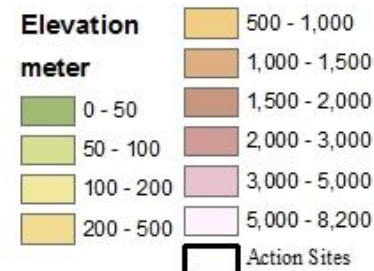 Elevation
meter
0 - 50
50 - 100
100 - 200
200 - 500
500 - 1,000
1,000 - 1,500
1,500 - 2,000
2,000 - 3,000
3,000 - 5,000
5,000 - 8,200
Action Sites